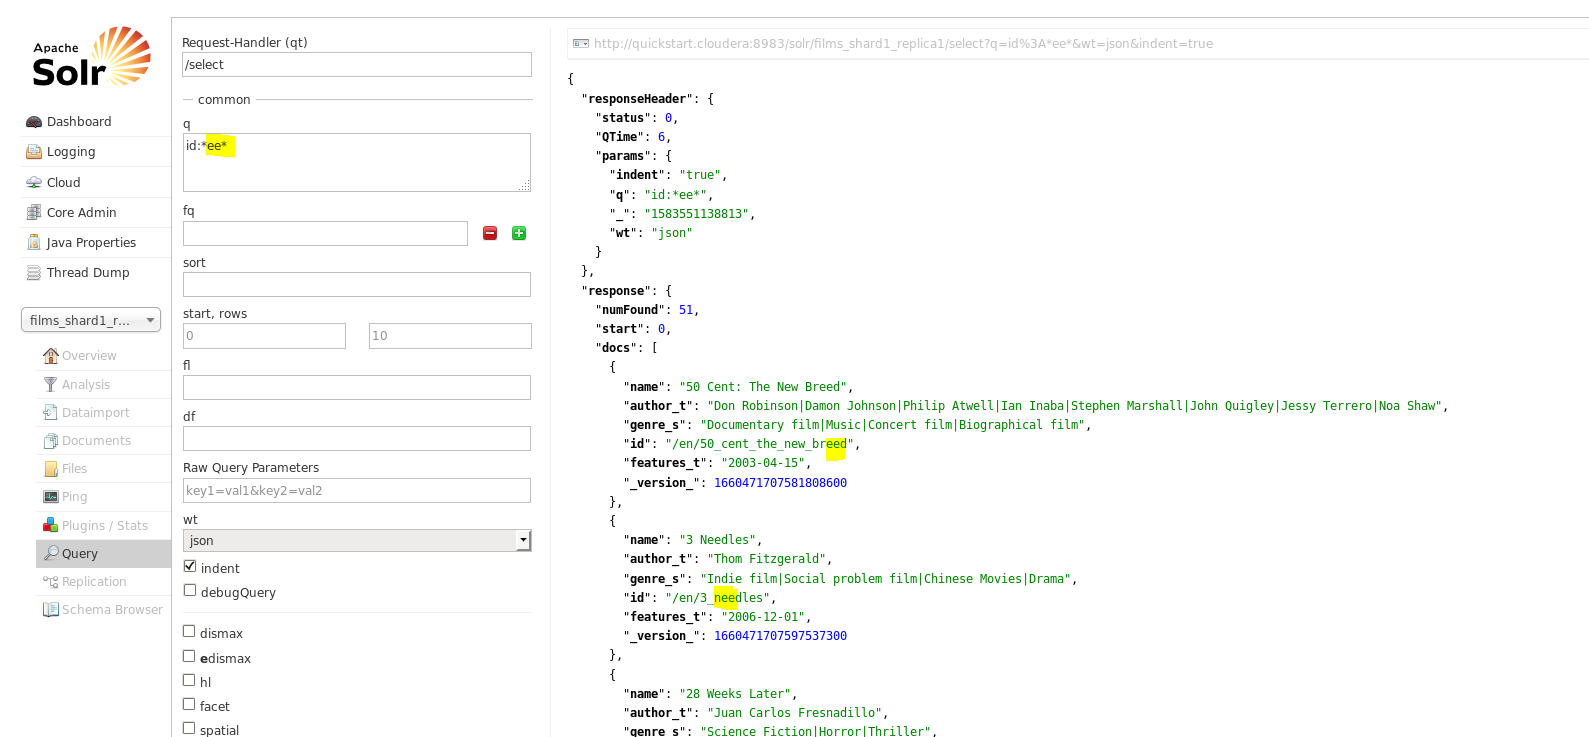 Apache
Solr
Dashboard
Logging
Cloud
Core Admin
Java Properties
Thread Dump
films_shard1_r...
Overview
Analysis
Dataimport
Documents
Files
Ping
Plugins / Stats
Query
Replication
Schema Browser
Request-Handler (qt)
/select
common
q
id:*ee*
fq
sort
start, rows
0 10
fl
df
Raw Query Parameters
key1=val1&key2=val2
wt
json
indent
debugQuery
dismax
edismax
hl
facet
spatial
http://quickstart.cloudera:8983/solr/films_shard1_replica1/select?q=id%3A*ee*&wt=json&indent=true
{
"responseHeader": {
"status": 0,
"QTime": 6,
"params": {
"indent": "true",
"q": "id:*ee*",
"_": "1583551138813",
"wt": "json"
}
},
"response": {
"numFound": 51,
"start": 0,
"docs": [
{
"name": "50 Cent: The New Breed",
"author_t": "Don Robinson|Damon Johnson|Philip Atwell|Ian Inaba|Stephen Marshall|John Quigley|Jessy Terrero|Noa Shaw",
"genre_s": "Documentary film|Music|Concert film|Biographical film",
"id": "/en/50_cent_the_new_breed",
"features_t": "2003-04-15",
"_version_": 1660471707581808600
},
{
"name": "3 Needles",
"author_t": "Thom Fitzgerald",
"genre_s": "Indie film|Social problem film|Chinese Movies|Drama",
"id": "/en/3_needles",
"features_t": "2006-12-01",
"_version_": 1660471707597537300
},
{
"name": "28 Weeks Later",
"author_t": "Juan Carlos Fresnadillo",
"genre_s": "Science Fiction|Horror|Thriller",